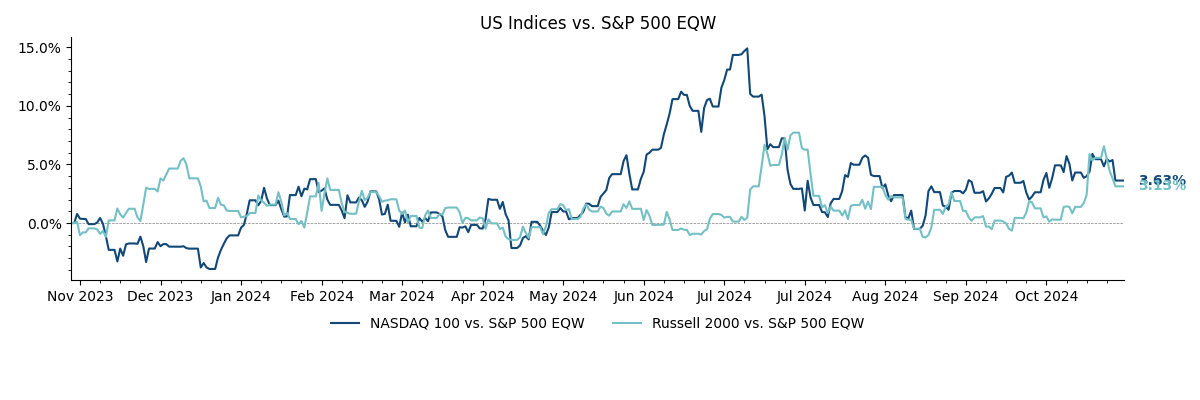 US Indices vs. S&P 500 EQW
15.0%
10.0%
5.0%
0.0%
3.63%
3.13%
Nov 2023 Dec 2023 Jan 2024 Feb 2024 Mar 2024 Apr 2024 May 2024 Jun 2024 Jul 2024 Jul 2024 Aug 2024 Sep 2024 Oct 2024
NASDAQ 100 vs. S&P 500 EQW Russell 2000 vs. S&P 500 EQW